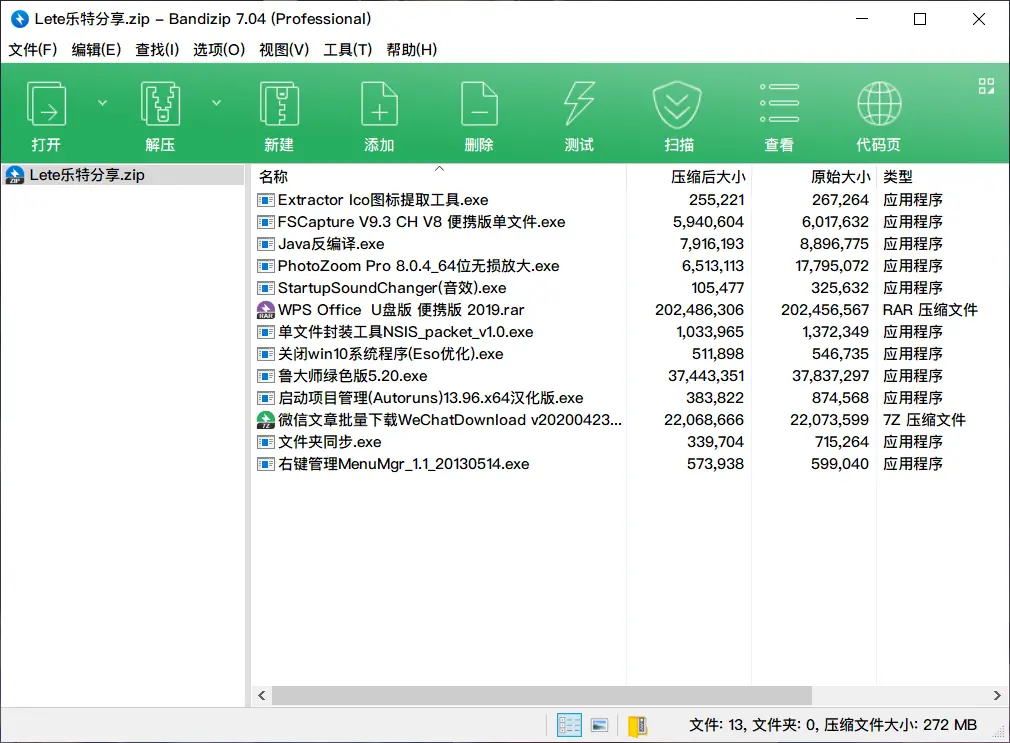 Lete乐特分享.zip - Bandizip 7.04 (Professional)
文件(F) 编辑(E) 查找(I) 选项(O) 视图(V) 工具(T) 帮助(H)
打开 解压 新建 添加 删除 测试 扫描 查看 代码页
Lete乐特分享.zip
名称 压缩后大小 原始大小 类型
Extractor Ico图标提取工具.exe 255,221 267,264 应用程序
FSCapture V9.3 CH V8 便携版单文件.exe 5,940,604 6,017,632 应用程序
Java反编译.exe 7,916,193 8,896,775 应用程序
PhotoZoom Pro 8.0.4_64位无损放大.exe 6,513,113 17,795,072 应用程序
StartupSoundChanger(音效).exe 105,477 325,632 应用程序
WPS Office  U盘版 便携版 2019.rar 202,486,306 202,456,567 RAR 压缩文件
单文件封装工具NSIS_packet_v1.0.exe 1,033,965 1,372,349 应用程序
关闭win10系统程序(Eso优化).exe 511,898 546,735 应用程序
鲁大师绿色版5.20.exe 37,443,351 37,837,297 应用程序
启动项目管理(Autoruns)13.96.x64汉化版.exe 383,822 874,568 应用程序
微信文章批量下载WeChatDownload v20200423... 22,068,666 22,073,599 7Z 压缩文件
文件夹同步.exe 339,704 715,264 应用程序
右键管理MenuMgr_1.1_20130514.exe 573,938 599,040 应用程序
文件: 13, 文件夹: 0, 压缩文件大小: 272 MB